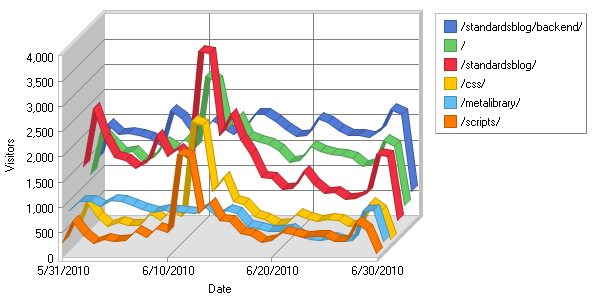 4,000
3,500
3,000
2,500
2,000
1,500
1,000
500
0
Visitors
5/31/2010 6/10/2010 6/20/2010 6/30/2010
Date
/standardsblog/backend/
/
/standardsblog/
/css/
/metalibrary/
/scripts/